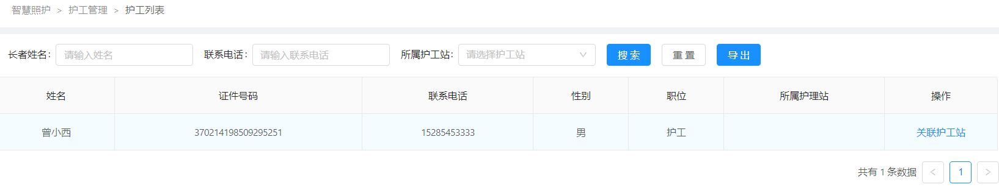 智慧照护 > 护工管理 > 护工列表
长者姓名: 请输入姓名 联系电话: 请输入联系电话 所属护工站: 请选择护工站 搜索 重置 导出
姓名 证件号码 联系电话 性别 职位 所属护理站 操作
曾小西 370214198509295251 15285453333 男 护工 关联护工站
共有 1 条数据 < 1 >